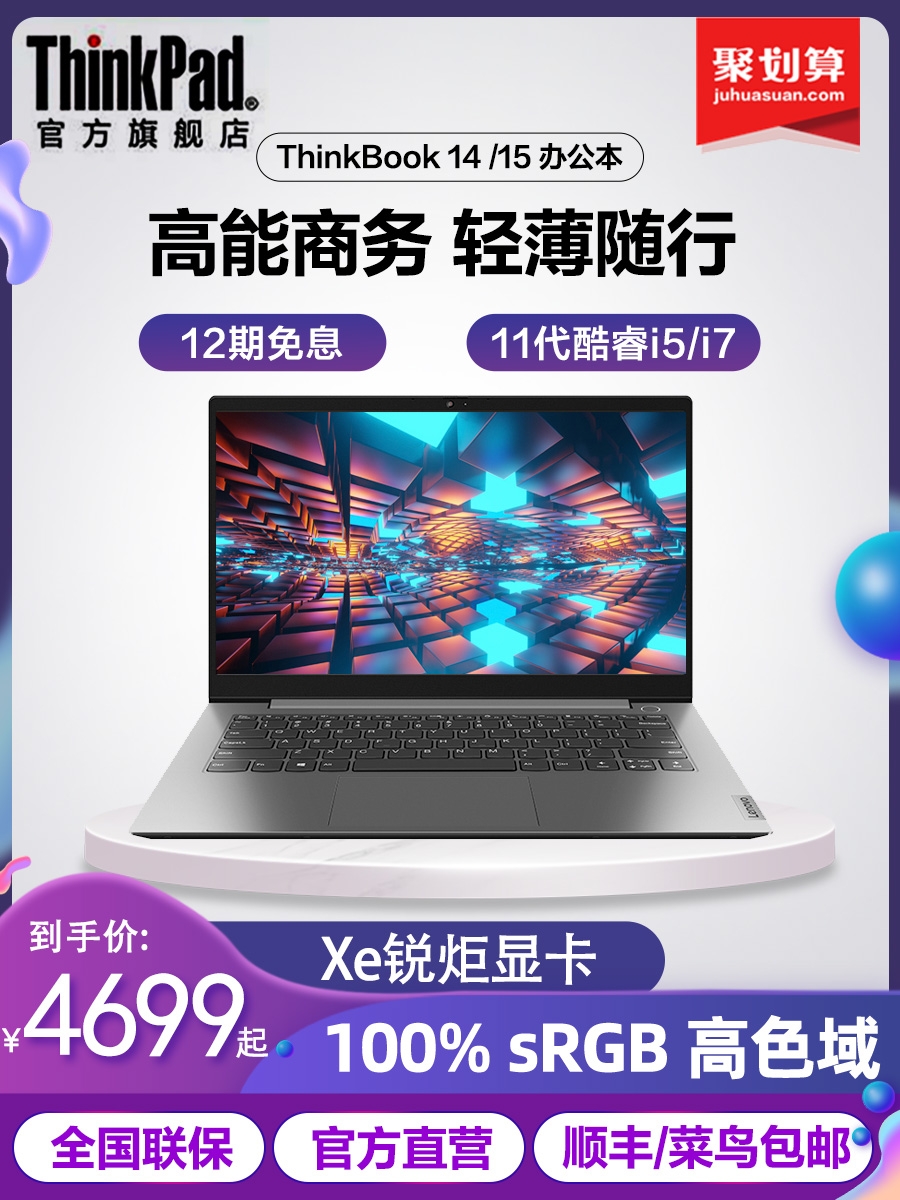 ThinkPad®
官方旗舰店
聚划算
juhuasuan.com
ThinkBook 14 /15 办公本
高能商务 轻薄随行
12期免息
11代酷睿i5/i7
Lenovo
到手价:
¥4699起
Xe锐炬显卡
100% sRGB 高色域
全国联保
官方直营
顺丰/菜鸟包邮